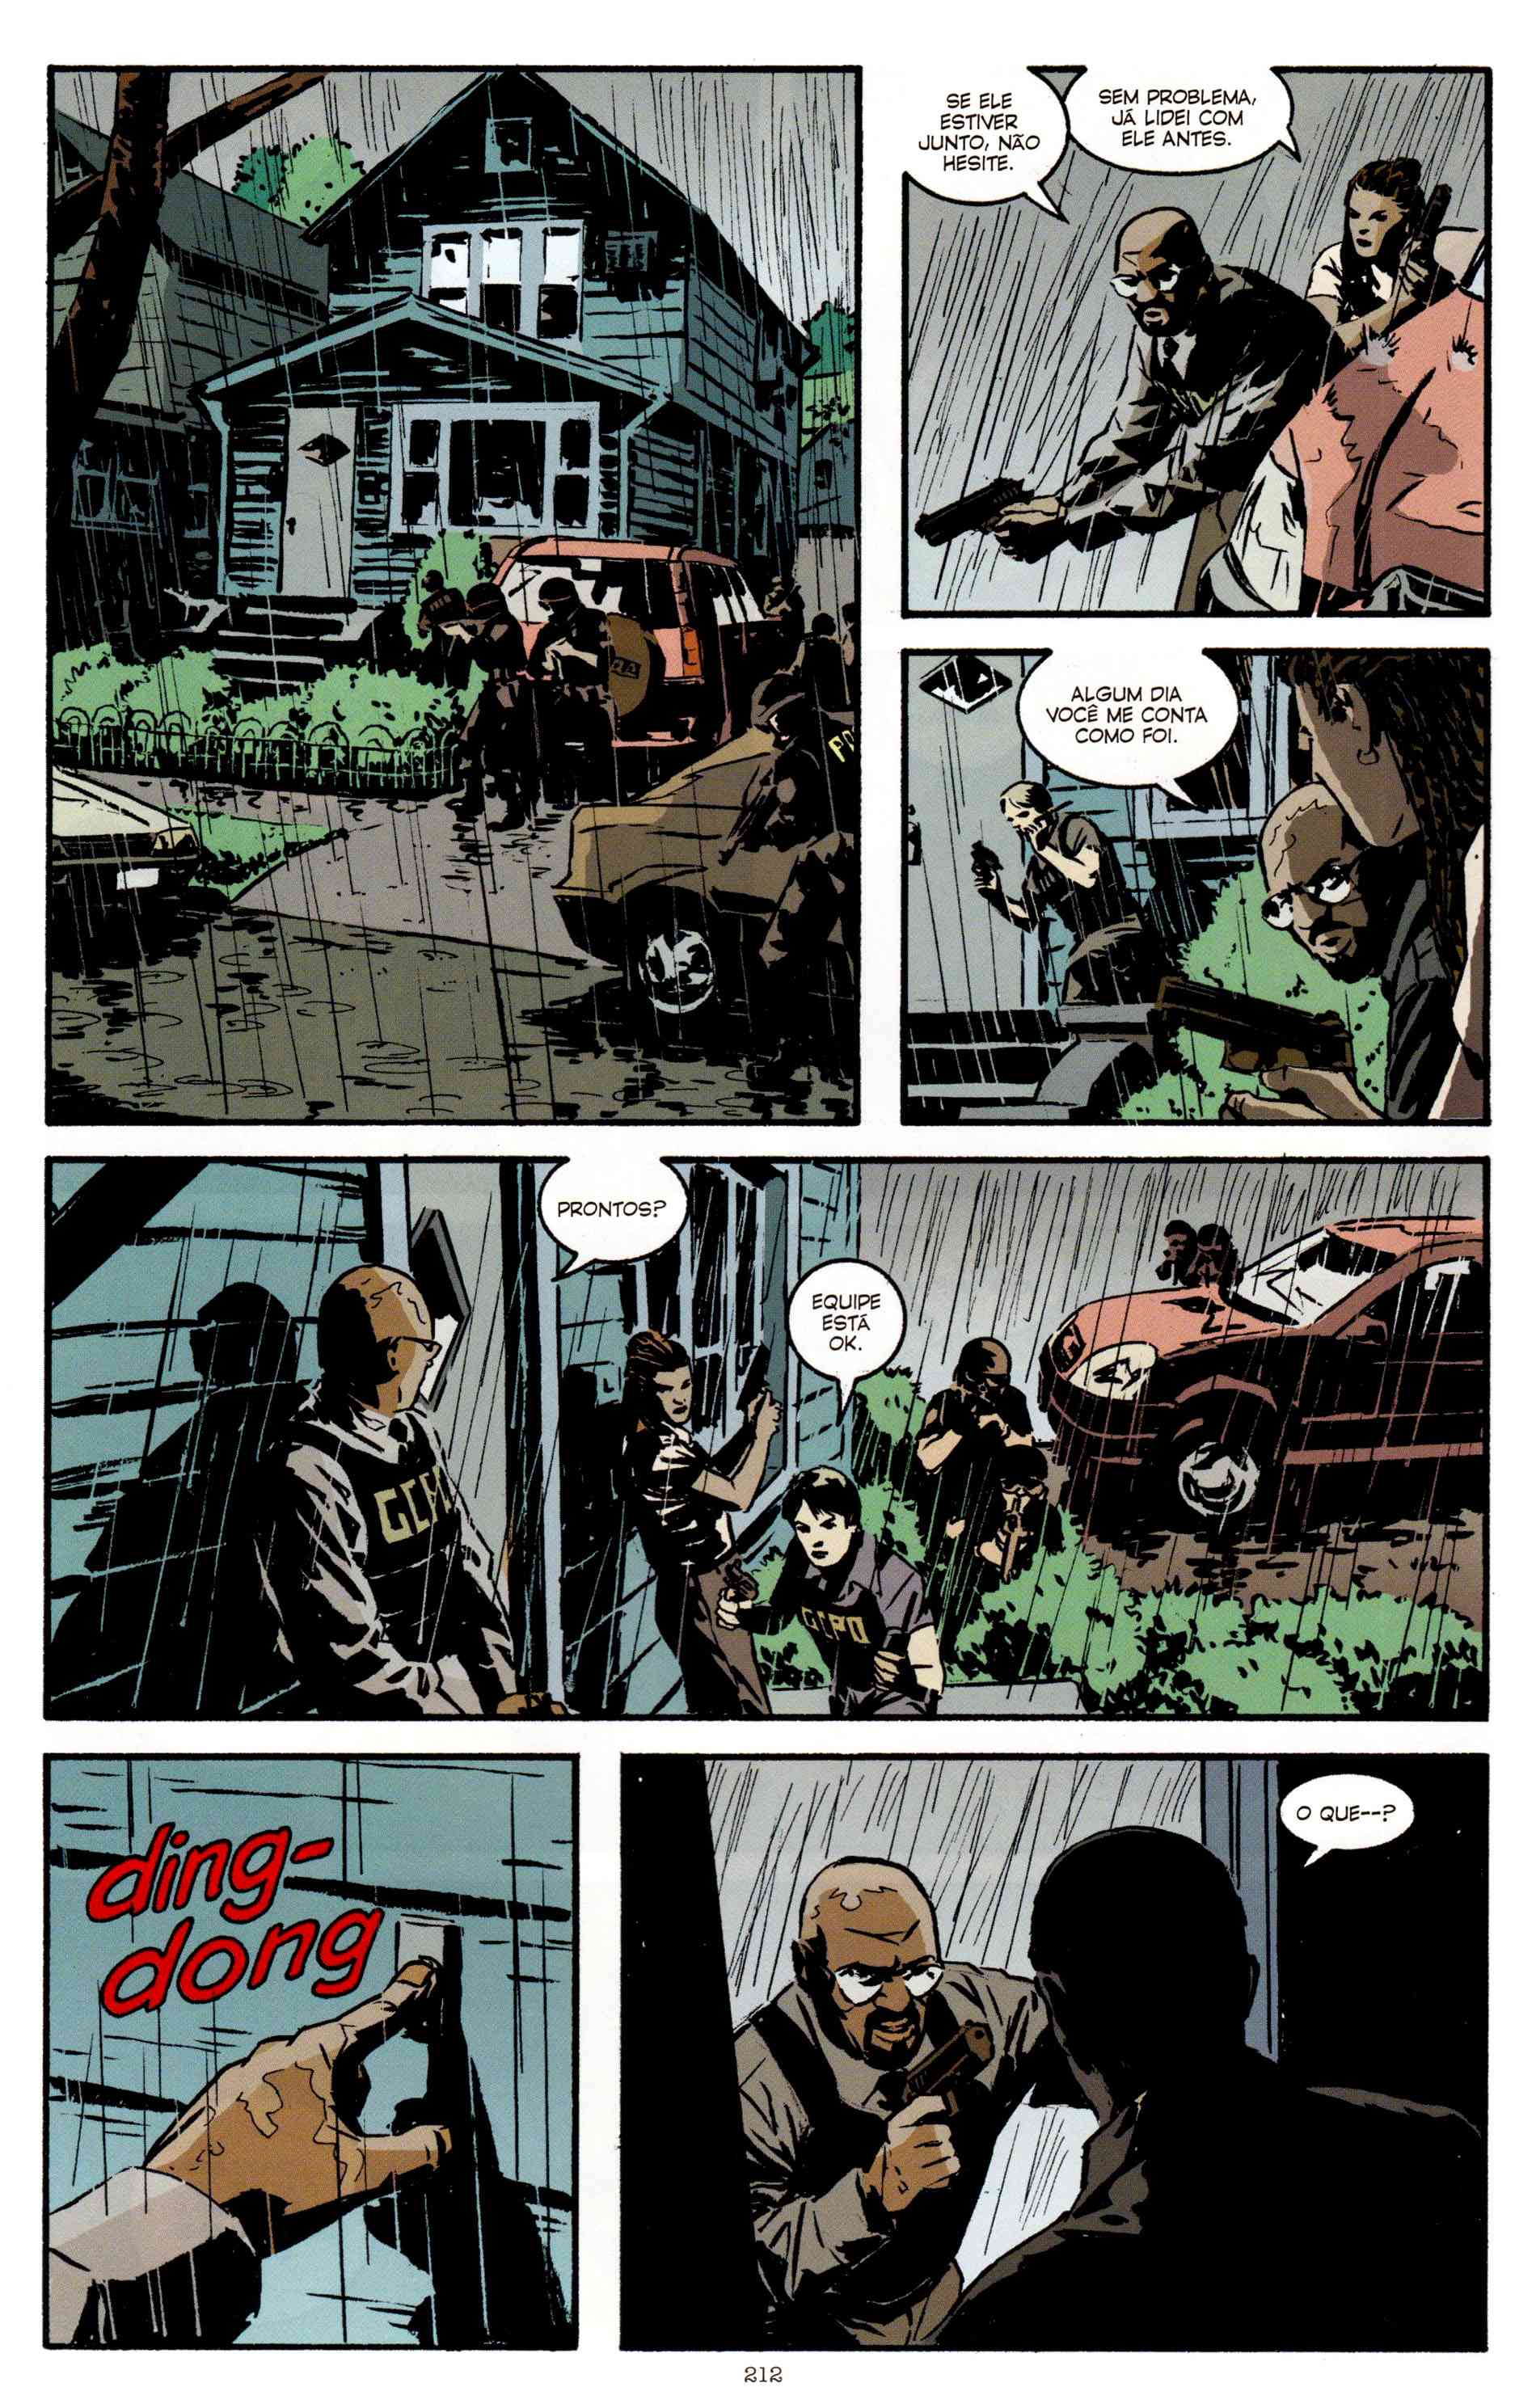 SE ELE
ESTIVER
JUNTO, NÃO
HESITE.
SEM PROBLEMA,
JÁ LIDEI COM
ELE ANTES.
ALGUM DIA
VOCÊ ME CONTA
COMO FOI.
PRONTOS?
EQUIPE
ESTÁ
OK.
GCPD
GCPD
ding-
dong
O QUE--?
212